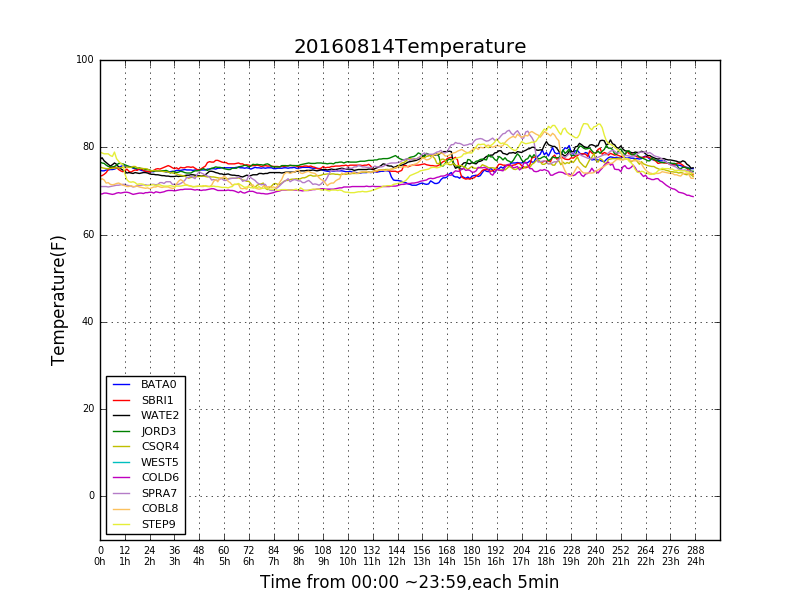 20160814Temperature
100
80
60
40
20
0
Temperature(F)
BATA0
SBRI1
WATE2
JORD3
CSQR4
WEST5
COLD6
SPRA7
COBL8
STEP9
0 12 24 36 48 60 72 84 96 108 120 132 144 156 168 180 192 204 216 228 240 252 264 276 288
0h 1h 2h 3h 4h 5h 6h 7h 8h 9h 10h 11h 12h 13h 14h 15h 16h 17h 18h 19h 20h 21h 22h 23h 24h
Time from 00:00 ~23:59,each 5min